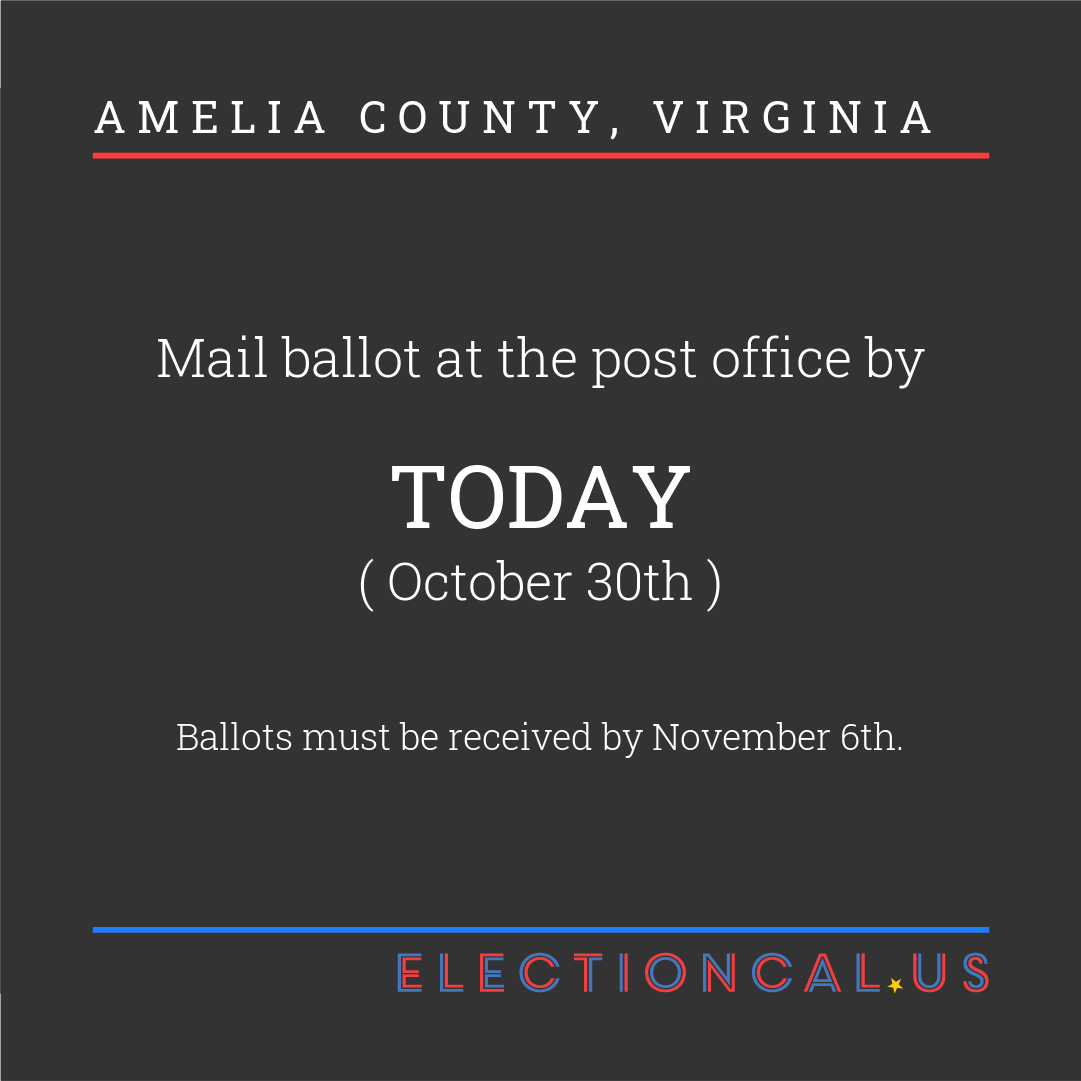 AMELIA COUNTY, VIRGINIA
Mail ballot at the post office by
TODAY
( October 30th )
Ballots must be received by November 6th.
ELECTIONCAL.US